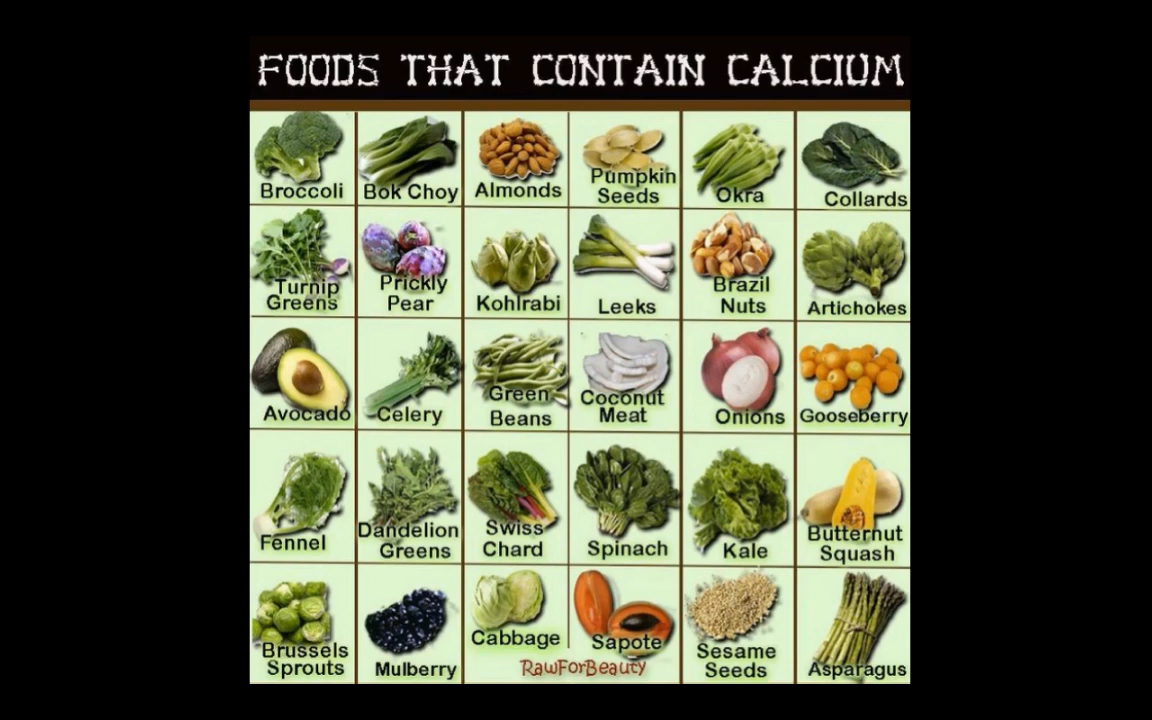 FOODS THAT CONTAIN CALCIUM
Broccoli
Bok Choy
Almonds
Pumpkin
Seeds
Okra
Collards
Turnip
Greens
Prickly
Pear
Kohlrabi
Leeks
Brazil
Nuts
Artichokes
Avocado
Celery
Green
Beans
Coconut
Meat
Onions
Gooseberry
Fennel
Dandelion
Greens
Swiss
Chard
Spinach
Kale
Butternut
Squash
Brussels
Sprouts
Mulberry
Cabbage
Sapote
Sesame
Seeds
Asparagus
RawForBeauty